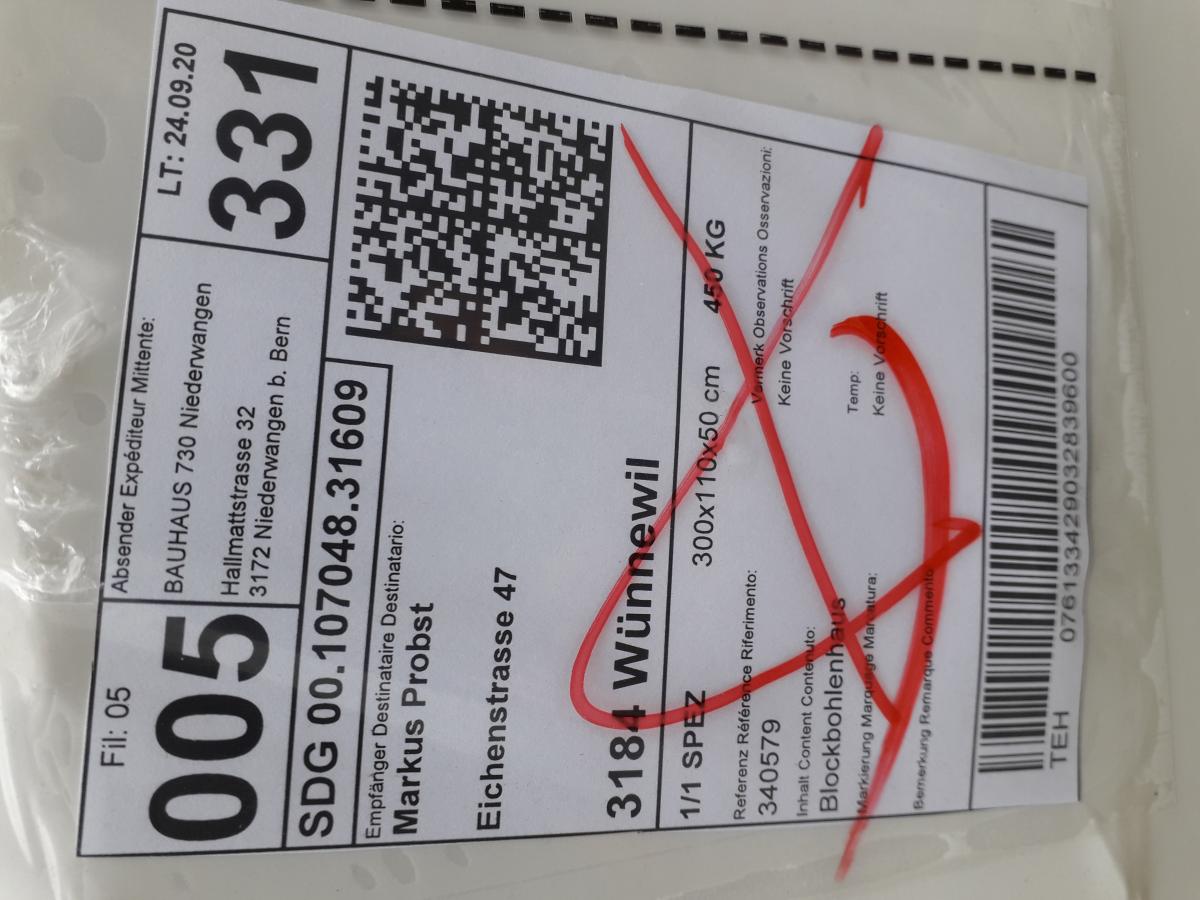 Fil: 05
005
Absender Expéditeur Mittente:
BAUHAUS 730 Niederwangen
Hallmattstrasse 32
3172 Niederwangen b. Bern
LT: 24.09.20
331
SDG 00.107048.31609
Empfänger Destinataire Destinatario:
Markus Probst
Eichenstrasse 47
3184 Wünnewil
1/1 SPEZ 300x110x50 cm 450 KG
Referenz Référence Riferimento:
340579
Inhalt Content Contenuto:
Blockbohlenhaus
Markierung Marquage Marcatura:
Bemerkung Remarque Commento
Vermerk Observations Osservazioni:
Keine Vorschrift
Temp:
Keine Vorschrift
TEH 07613342903283960​0